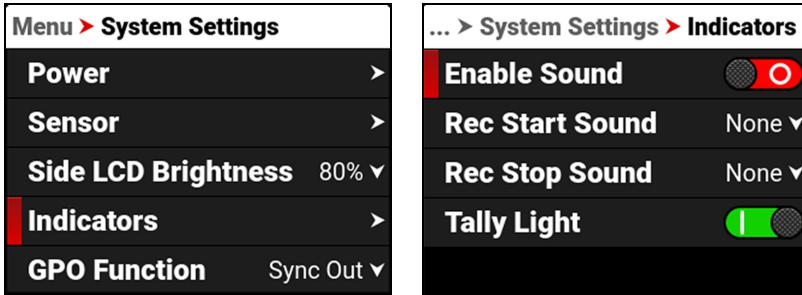 Menu > System Settings
Power
Sensor
Side LCD Brightness 80%
Indicators
GPO Function Sync Out
... > System Settings > Indicators
Enable Sound
Rec Start Sound None
Rec Stop Sound None
Tally Light